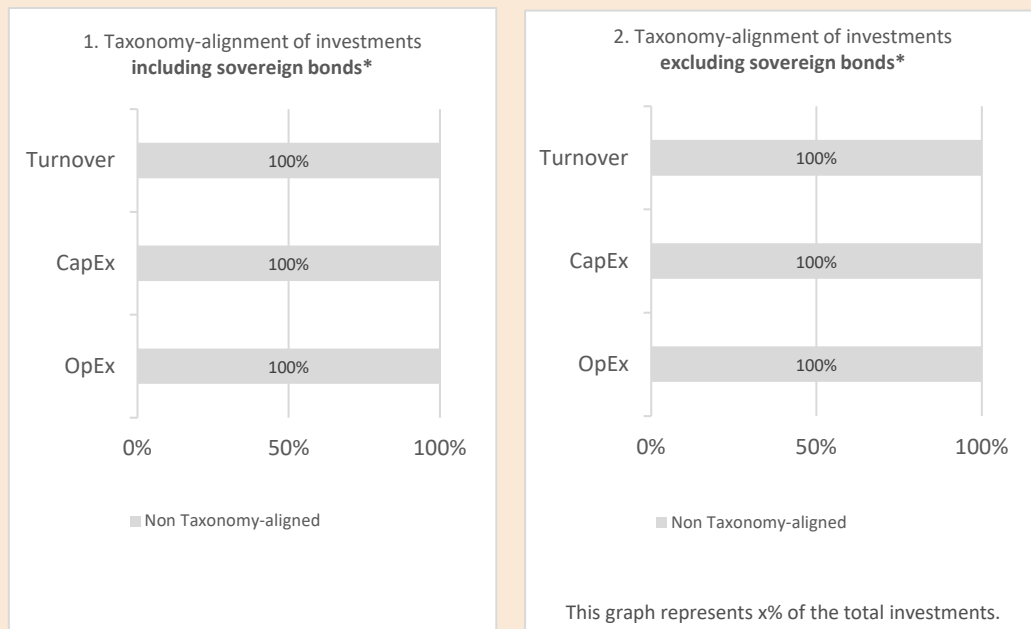 1. Taxonomy-alignment of investments
including sovereign bonds*
Turnover
100%
CapEx
100%
OpEx
100%
0%
50%
100%
Non Taxonomy-aligned
2. Taxonomy-alignment of investments
excluding sovereign bonds*
Turnover
100%
CapEx
100%
OpEx
100%
0%
50%
100%
Non Taxonomy-aligned
This graph represents x% of the total investments.